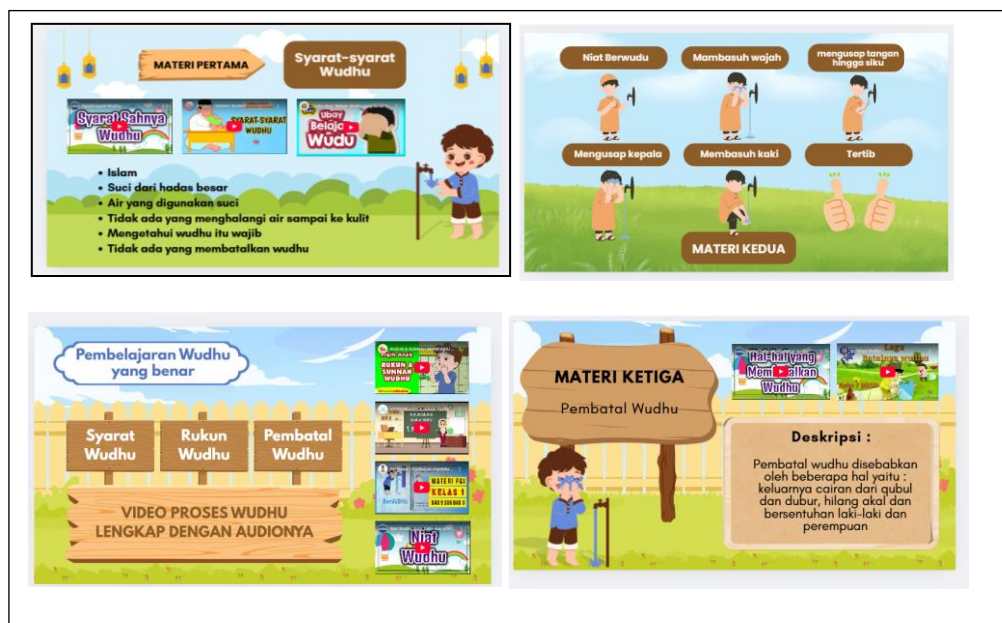 MATERI PERTAMA
Syarat-syarat
Wudhu
Syarat Sahnya
Wudhu
SYARAT-SYARAT
WUDHU
Ubay
Belajar
Wudu
• Islam
• Suci dari hadas besar
• Air yang digunakan suci
• Tidak ada yang menghalangi air sampai ke kulit
• Mengetahui wudhu itu wajib
• Tidak ada yang membatalkan wudhu
Niat Berwudu
Mambasuh wajah
mengusap tangan
hingga siku
Mengusap kepala
Membasuh kaki
Tertib
MATERI KEDUA
Pembelajaran Wudhu
yang benar
Syarat
Wudhu
Rukun
Wudhu
Pembatal
Wudhu
VIDEO PROSES WUDHU
LENGKAP DENGAN AUDIONYA
Fiqih Anak
RUKUN &
SUNNAH
WUDHU
MATERI PAI
KELAS 1
Niat
Wudhu
MATERI KETIGA
Pembatal Wudhu
Hal-hal yang
Membatalkan
Wudhu
Lagu
Batalnya wudhu
Deskripsi :
Pembatal wudhu disebabkan
oleh beberapa hal yaitu :
keluarnya cairan dari qubul
dan dubur, hilang akal dan
bersentuhan laki-laki dan
perempuan